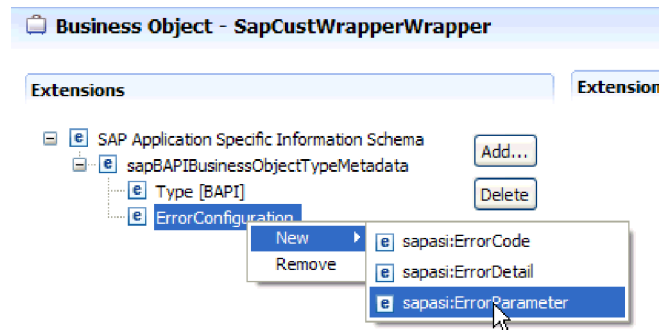 Business Object - SapCustWrapperWrapper
Extensions
Extension
SAP Application Specific Information Schema
Add...
sapBAPIBusinessObjectTypeMetadata
Type [BAPI]
Delete
ErrorConfiguration
New
sapasi:ErrorCode
Remove
sapasi:ErrorDetail
sapasi:ErrorParameter